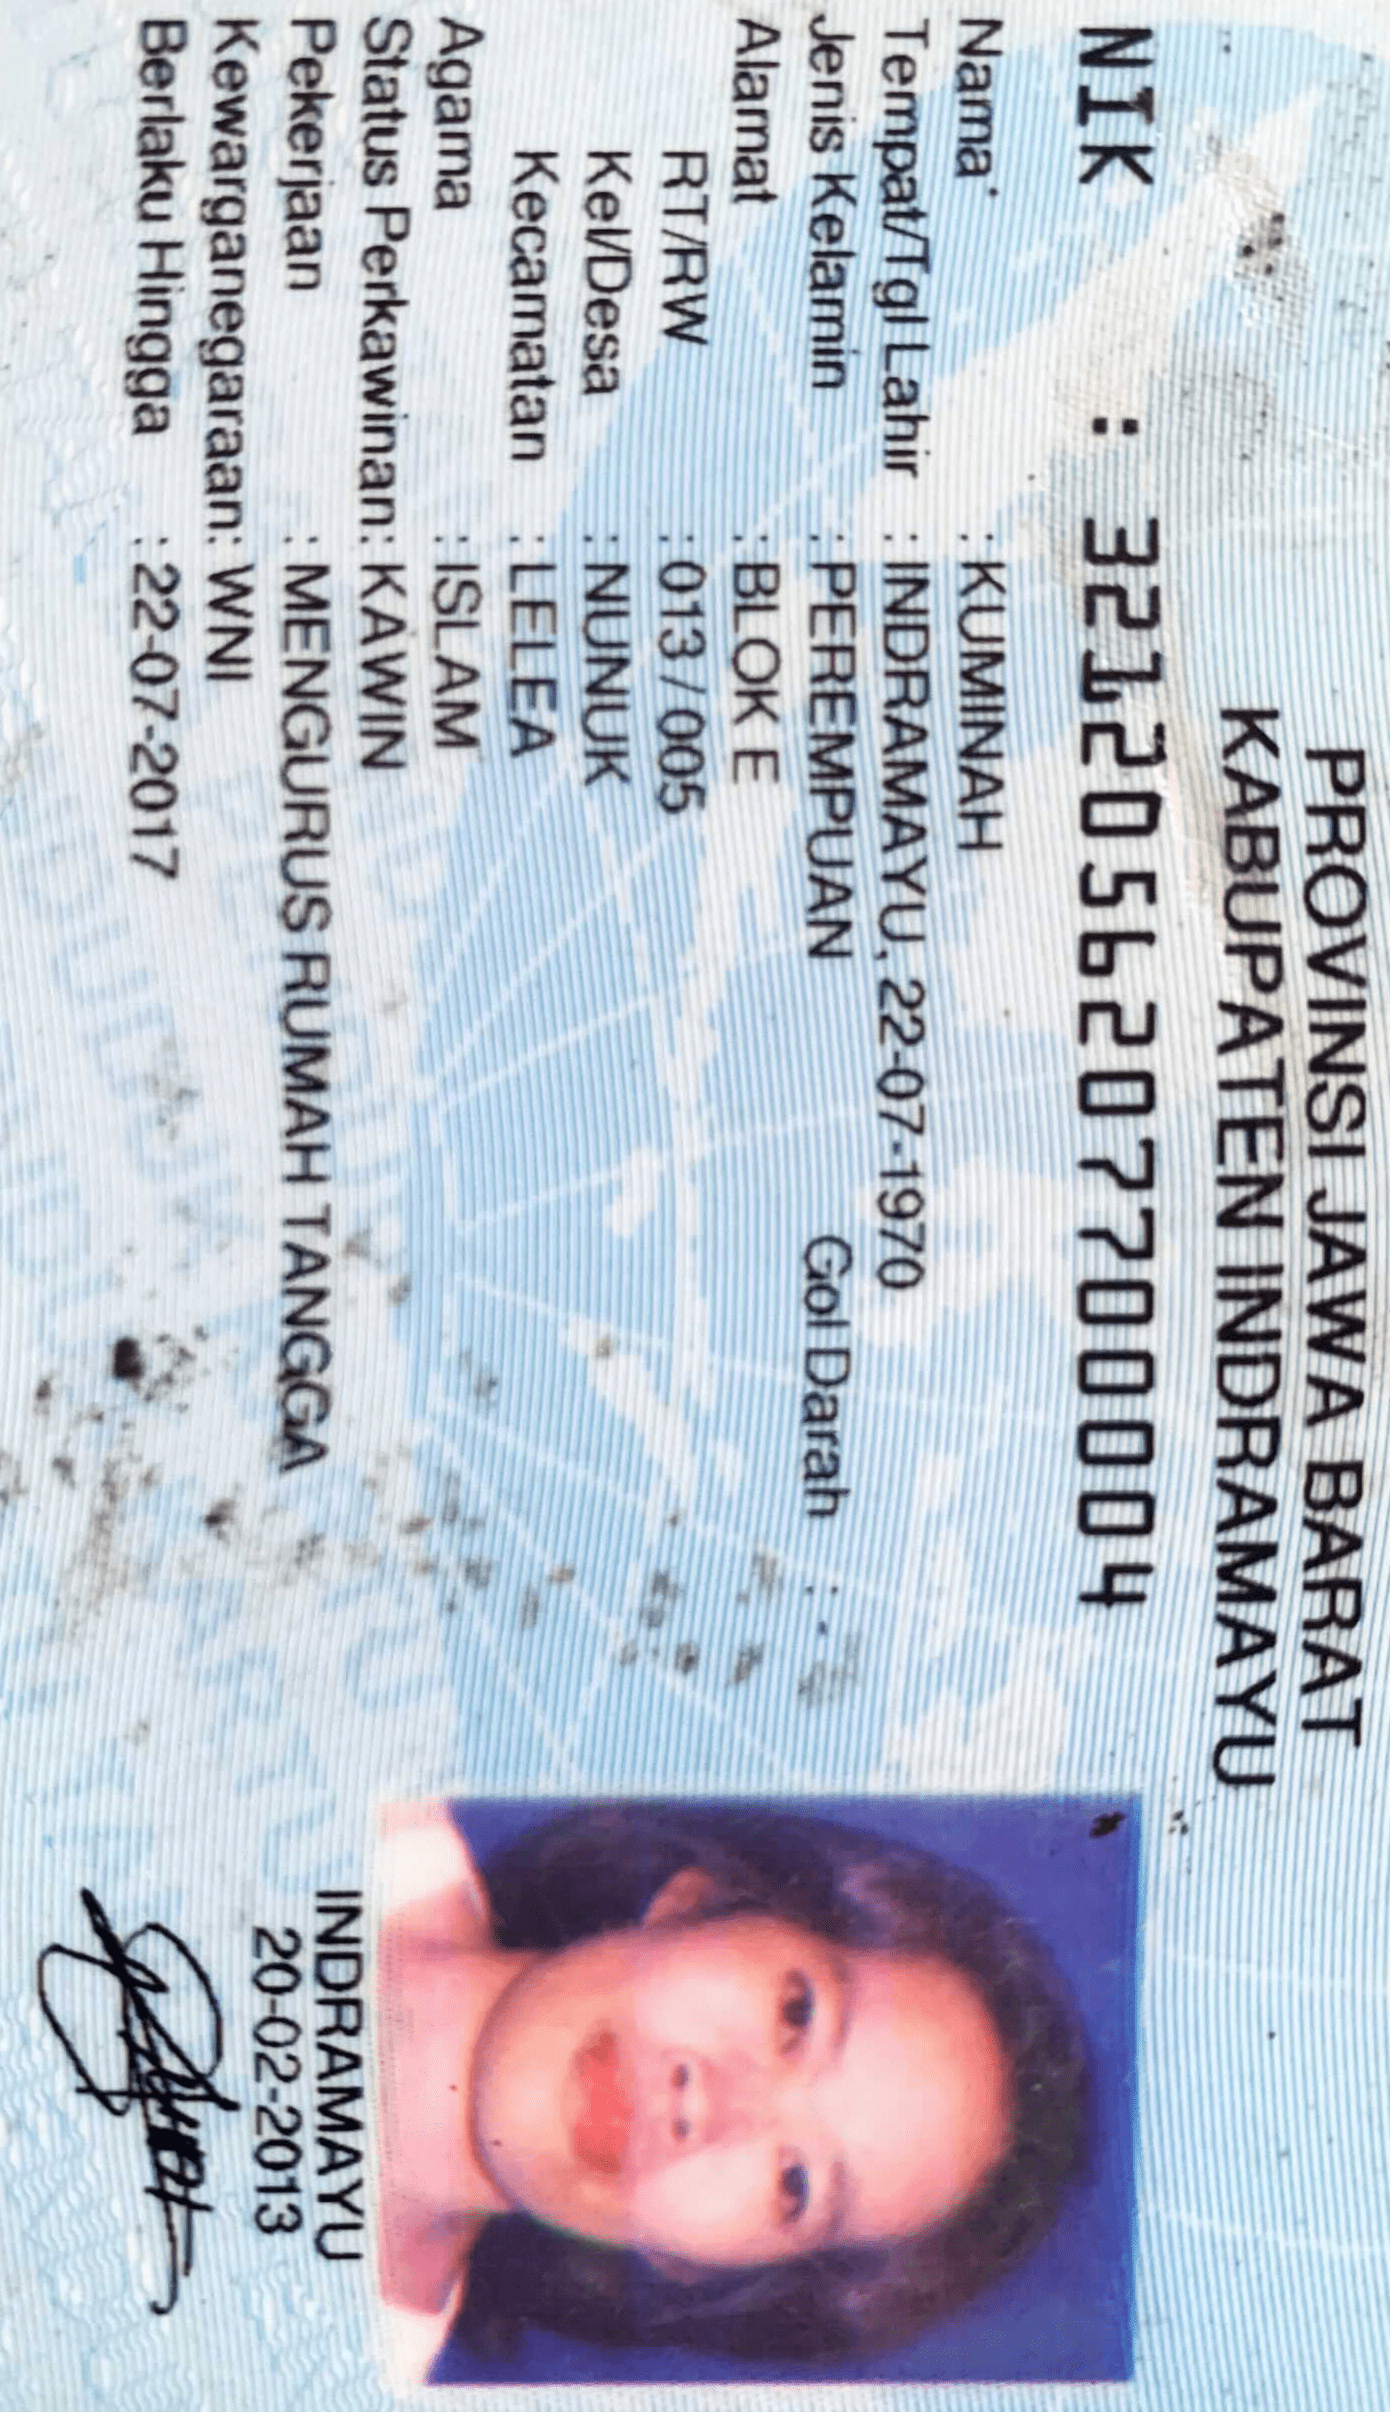 PROVINSI JAWA BARAT
KABUPATEN INDRAMAYU
NIK : 3212056207700004
Nama : KUMINAH
Tempat/Tgl Lahir : INDRAMAYU, 22-07-1970
Jenis Kelamin : PEREMPUAN Gol Darah : -
Alamat : BLOK E
RT/RW : 013 / 005
Kel/Desa : NUNUK
Kecamatan : LELEA
Agama : ISLAM
Status Perkawinan: KAWIN
Pekerjaan : MENGURUS RUMAH TANGGA
Kewarganegaraan: WNI
Berlaku Hingga : 22-07-2017
INDRAMAYU
20-02-2013